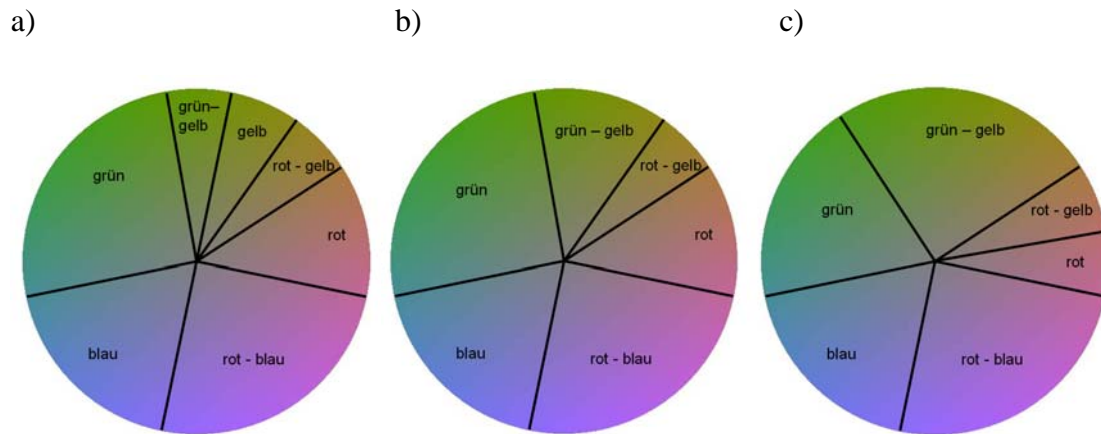 a) b) c)
grün–
gelb
gelb
rot - gelb
grün
rot
blau
rot - blau
grün – gelb
rot - gelb
grün
rot
blau
rot - blau
grün – gelb
rot - gelb
grün
rot
blau
rot - blau